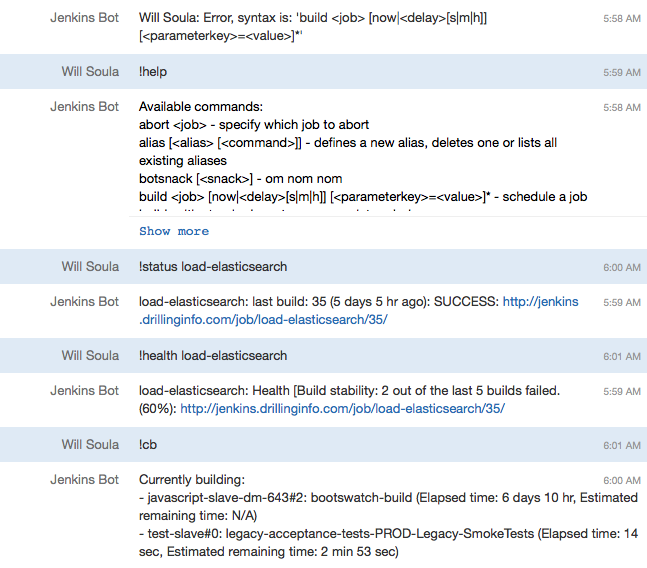 Jenkins Bot Will Soula: Error, syntax is: 'build <job> [now|<delay>[s|m|h]] 5:58 AM
[<parameterkey>=<value>]*'
Will Soula !help 5:59 AM
Jenkins Bot Available commands: 5:58 AM
abort <job> - specify which job to abort
alias [<alias> [<command>]] - defines a new alias, deletes one or lists all
existing aliases
botsnack [<snack>] - om nom nom
build <job> [now|<delay>[s|m|h]] [<parameterkey>=<value>]* - schedule a job
Show more
Will Soula !status load-elasticsearch 6:00 AM
Jenkins Bot load-elasticsearch: last build: 35 (5 days 5 hr ago): SUCCESS: http://jenkins 5:59 AM
.drillinginfo.com/job/load-elasticsearch/35/
Will Soula !health load-elasticsearch 6:01 AM
Jenkins Bot load-elasticsearch: Health [Build stability: 2 out of the last 5 builds failed. 5:59 AM
(60%): http://jenkins.drillinginfo.com/job/load-elasticsearch/35/
Will Soula !cb 6:01 AM
Jenkins Bot Currently building: 6:00 AM
- javascript-slave-dm-643#2: bootswatch-build (Elapsed time: 6 days 10 hr, Estimated
remaining time: N/A)
- test-slave#0: legacy-acceptance-tests-PROD-Legacy-SmokeTests (Elapsed time: 14
sec, Estimated remaining time: 2 min 53 sec)